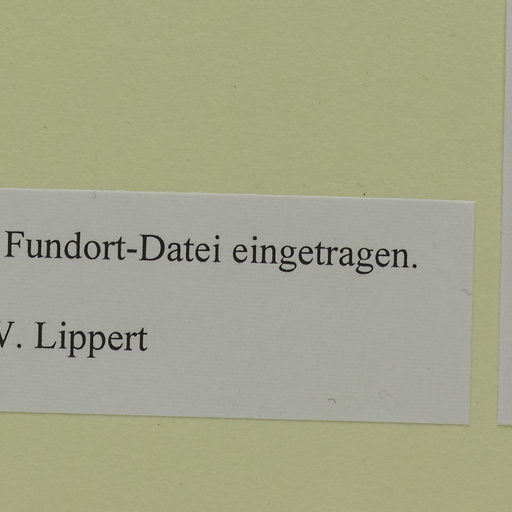 Fundort-Datei eingetragen.
Lippert